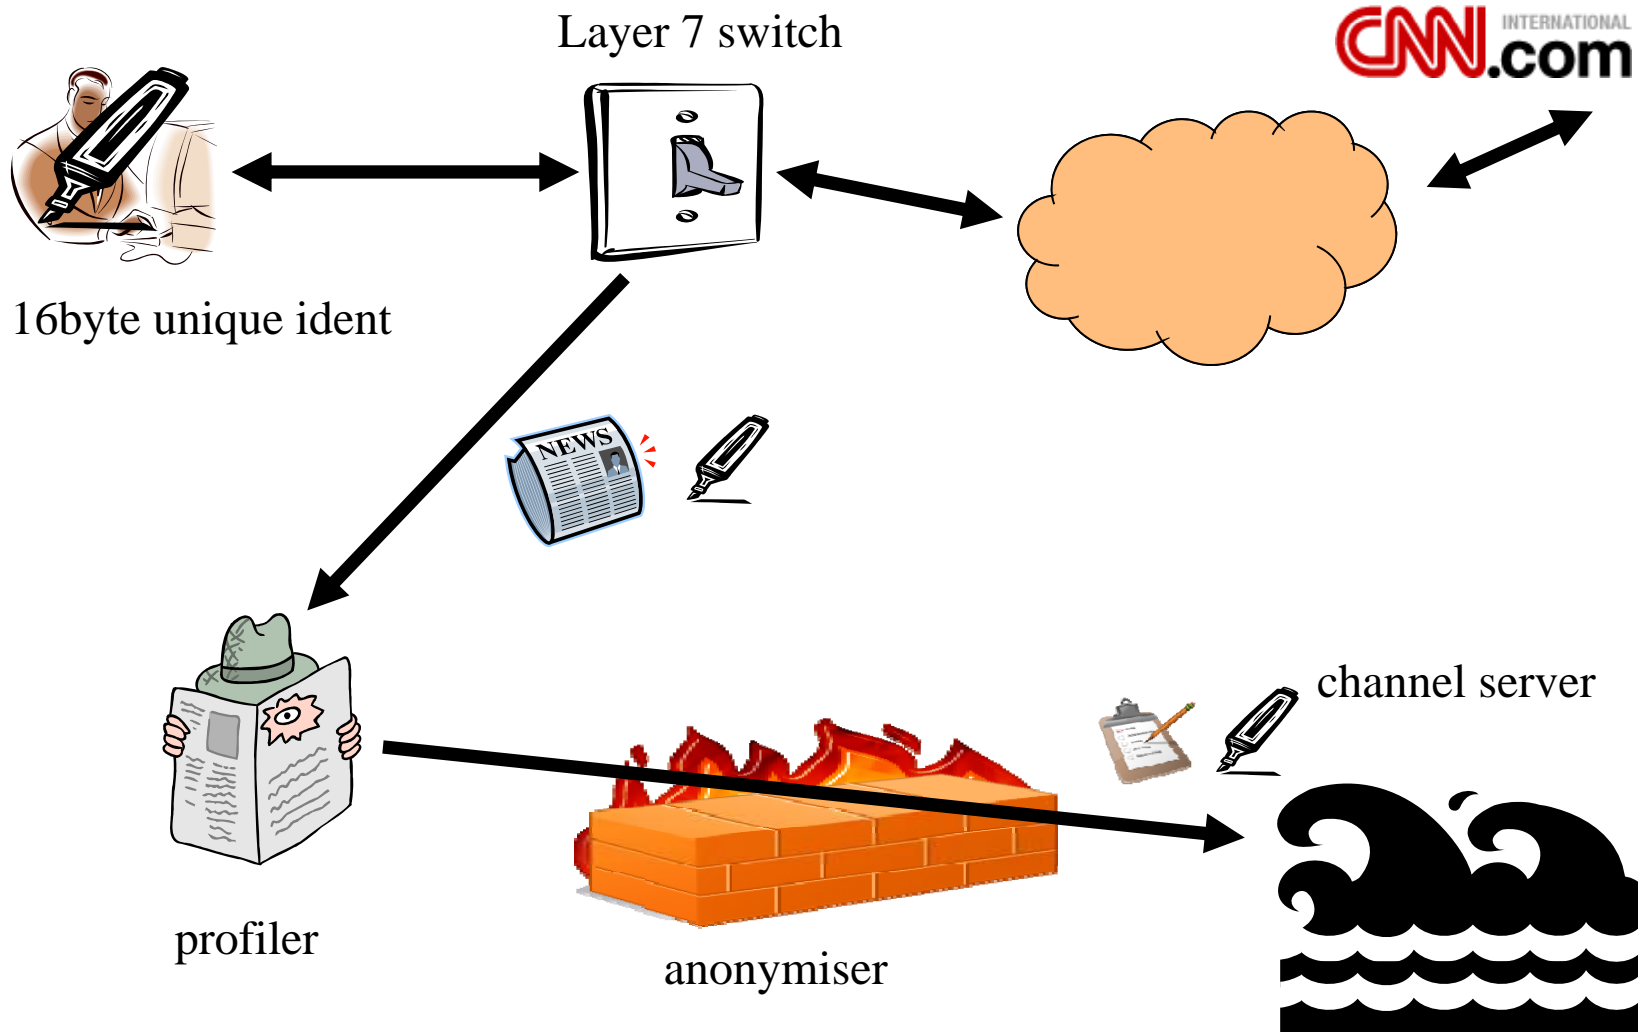 Layer 7 switch
CNN INTERNATIONAL
.com
16byte unique ident
NEWS
channel server
profiler
anonymiser